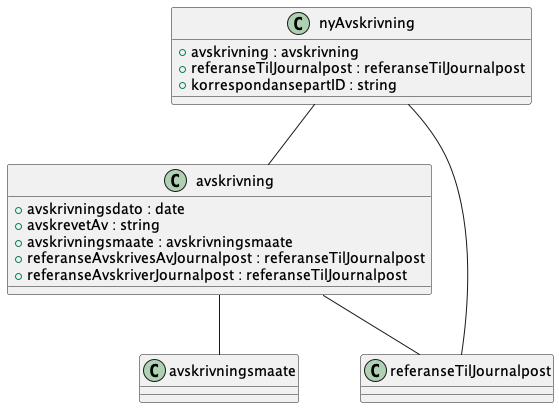 C nyAvskrivning
avskrivning : avskrivning
referanseTilJournalpost : referanseTilJournalpost
korrespondansepartID : string
C avskrivning
avskrivningsdato : date
avskrevetAv : string
avskrivningsmaate : avskrivningsmaate
referanseAvskrivesAvJournalpost : referanseTilJournalpost
referanseAvskriverJournalpost : referanseTilJournalpost
C avskrivningsmaate
C referanseTilJournalpost